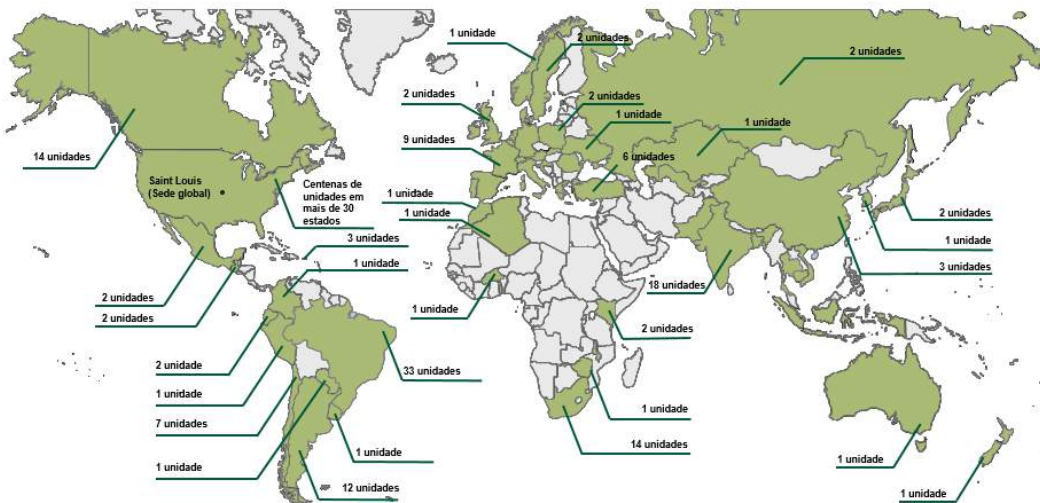 1 unidade
2 unidades
2 unidades
2 unidades
2 unidades
1 unidade
1 unidade
9 unidades
14 unidades
6 unidades
Saint Louis
(Sede global)
Centenas de
unidades em
mais de 30
estados
1 unidade
1 unidade
2 unidades
3 unidades
1 unidade
1 unidade
3 unidades
18 unidades
2 unidades
2 unidades
1 unidade
2 unidades
2 unidade
33 unidades
1 unidade
1 unidade
7 unidades
14 unidades
1 unidade
1 unidade
1 unidade
12 unidades
1 unidade